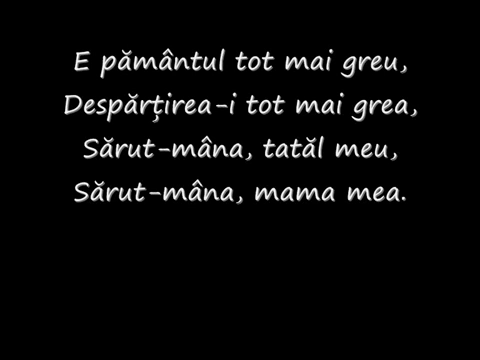 E pământul tot mai greu,
Despărțirea-i tot mai grea,
Sărut-mâna, tatăl meu,
Sărut-mâna, mama mea.